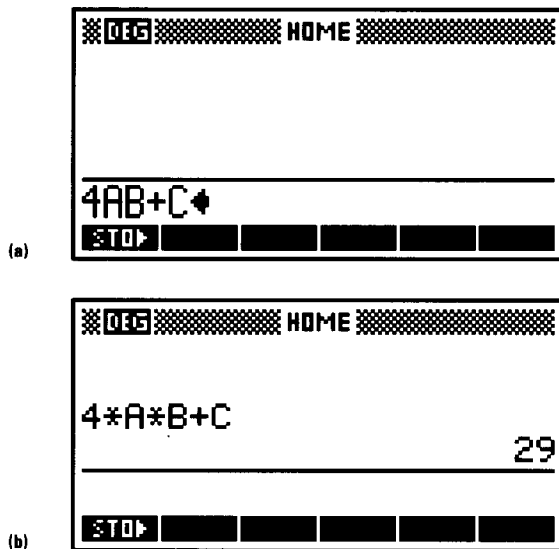 DEG HOME
4AB+C
STO▶
(a)
DEG HOME
4*A*B+C
29
STO▶
(b)